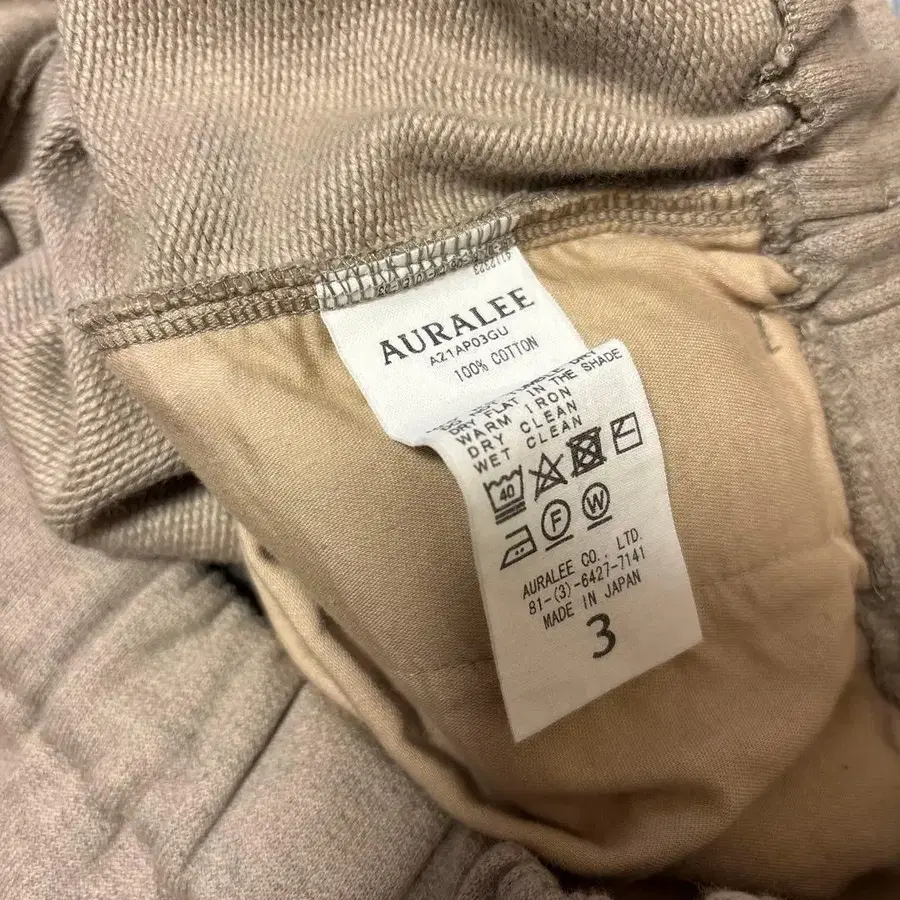 AURALEE
A21AP03GU
100% COTTON
DRY FLAT IN THE SHADE
WARM IRON
DRY CLEAN
WET CLEAN
40
F
W
AURALEE CO., LTD.
81-(3)-6427-7141
MADE IN JAPAN
3